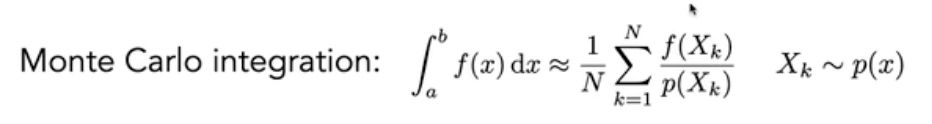 Monte Carlo integration: ∫_a^b f(x) dx ≈ 1/N ∑_{k=1}^N f(X_k)/p(X_k) X_k ~ p(x)